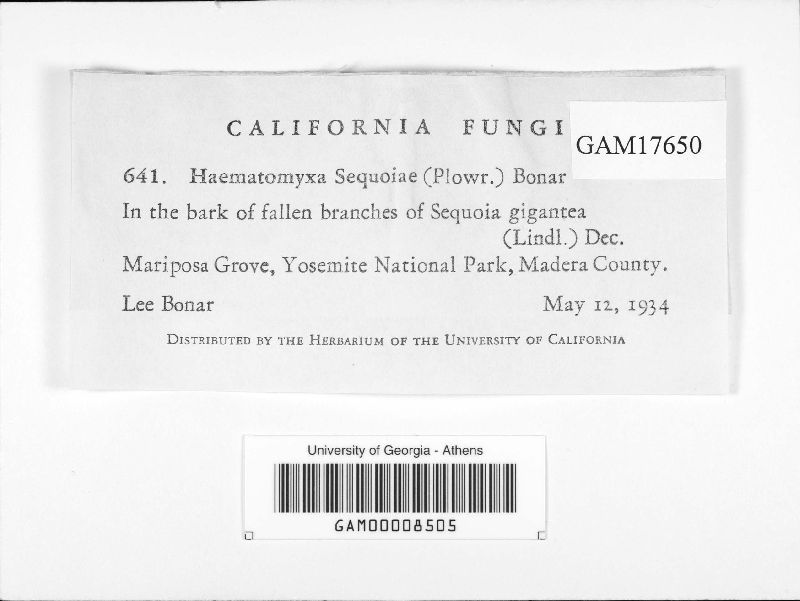 CALIFORNIA FUNGI
GAM17650
641. Haematomyxa Sequoiae (Plowr.) Bonar
In the bark of fallen branches of Sequoia gigantea
(Lindl.) Dec.
Mariposa Grove, Yosemite National Park, Madera County.
Lee Bonar May 12, 1934
DISTRIBUTED BY THE HERBARIUM OF THE UNIVERSITY OF CALIFORNIA
University of Georgia - Athens
GAM00008505